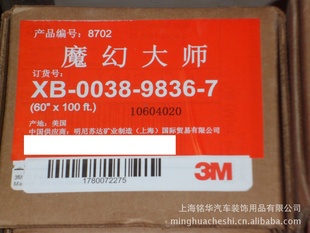 产品编号：8702
魔幻大师
订货号：
XB-0038-9836-7
(60" x 100 ft.)
10604020
产地：美国
中国供应商：明尼苏达矿业制造（上海）国际贸易有限公司
3M
1780072275
上海铭华汽车装饰用品有限公司
minghuacheshi.1688.com